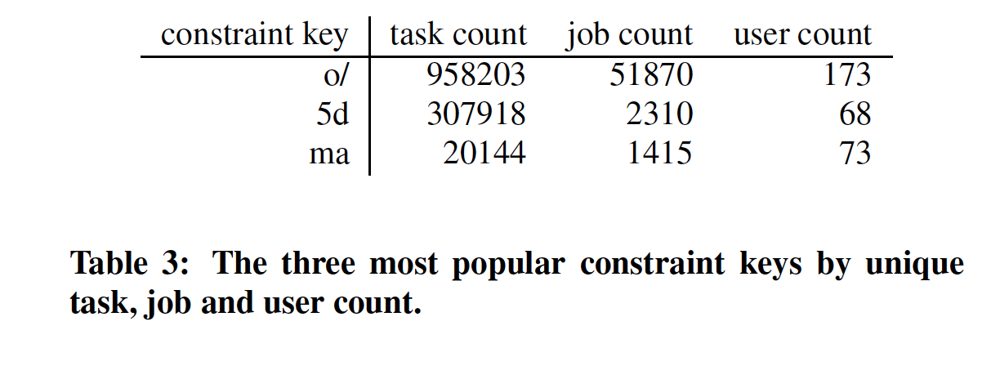 constraint key task count job count user count
o/ 958203 51870 173
5d 307918 2310 68
ma 20144 1415 73
Table 3: The three most popular constraint keys by unique
task, job and user count.